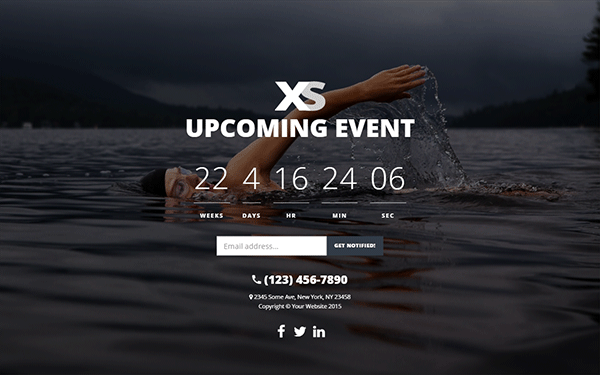 XS
UPCOMING EVENT
22 4 16 24 06
WEEKS DAYS HR MIN SEC
Email address... GET NOTIFIED!
(123) 456-7890
2345 Some Ave, New York, NY 23458
Copyright © Your Website 2015